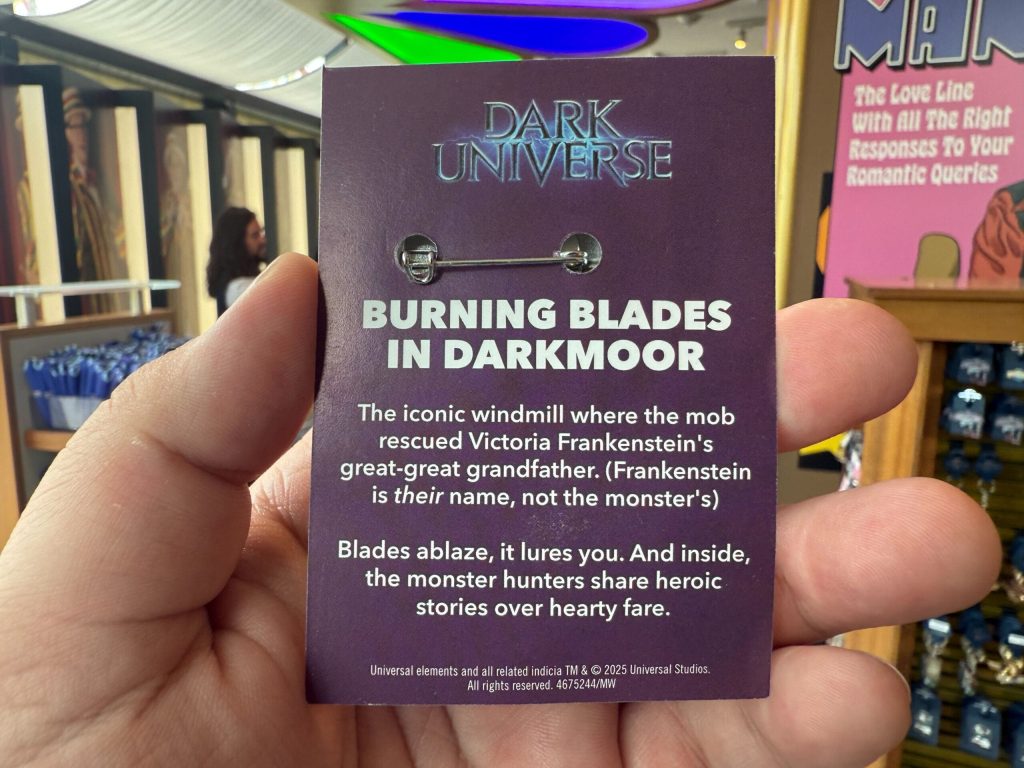 DARK
UNIVERSE
BURNING BLADES
IN DARKMOOR
The iconic windmill where the mob
rescued Victoria Frankenstein's
great-great grandfather. (Frankenstein
is their name, not the monster's)
Blades ablaze, it lures you. And inside,
the monster hunters share heroic
stories over hearty fare.
Universal elements and all related indicia TM & © 2025 Universal Studios.
All rights reserved. 4675244/MW
The Love Line
With All The Right
Responses To Your
Romantic Queries